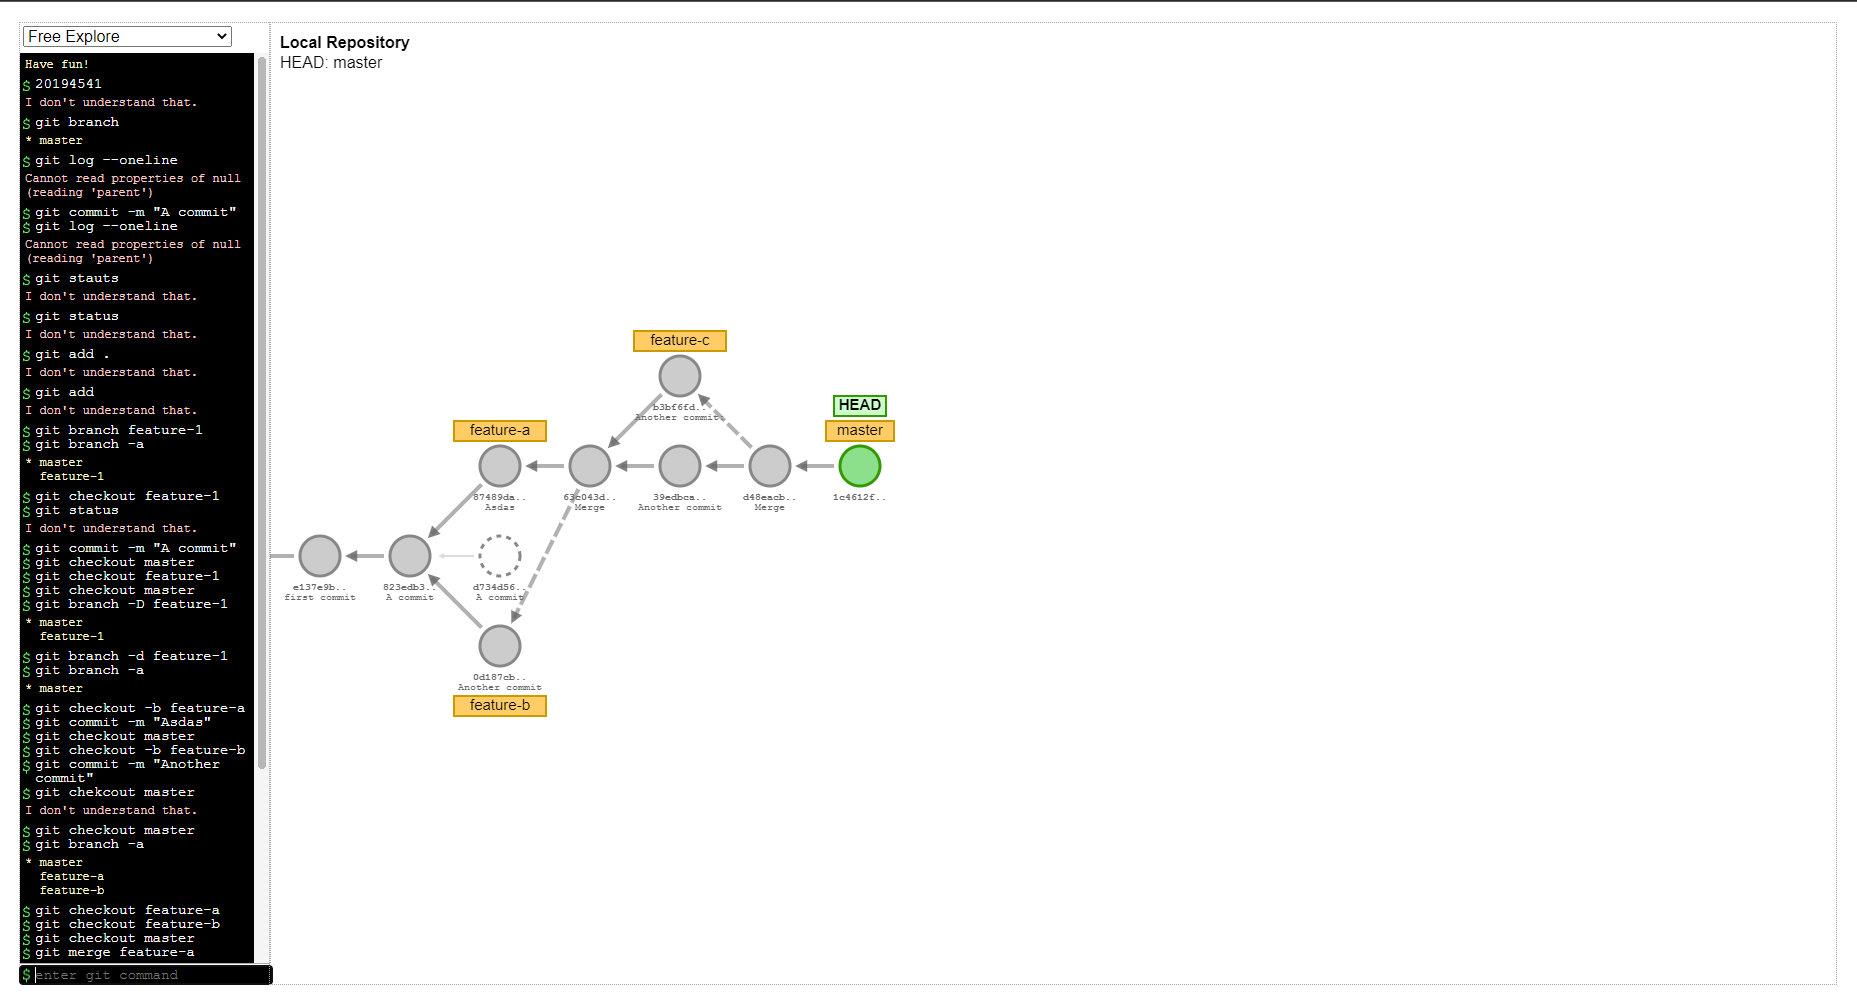 Free Explore
Have fun!
$ 20194541
I don't understand that.
$ git branch
* master
$ git log --oneline
Cannot read properties of null
(reading 'parent')
$ git commit -m "A commit"
$ git log --oneline
Cannot read properties of null
(reading 'parent')
$ git stauts
I don't understand that.
$ git status
I don't understand that.
$ git add .
I don't understand that.
$ git add
I don't understand that.
$ git branch feature-1
$ git branch -a
* master
feature-1
$ git checkout feature-1
$ git status
I don't understand that.
$ git commit -m "A commit"
$ git checkout master
$ git checkout feature-1
$ git checkout master
$ git branch -D feature-1
* master
feature-1
$ git branch -d feature-1
$ git branch -a
* master
$ git checkout -b feature-a
$ git commit -m "Asdas"
$ git checkout master
$ git checkout -b feature-b
$ git commit -m "Another
commit"
$ git chekcout master
I don't understand that.
$ git checkout master
$ git branch -a
* master
feature-a
feature-b
$ git checkout feature-a
$ git checkout feature-b
$ git checkout master
$ git merge feature-a
$ enter git command
Local Repository
HEAD: master
feature-c
b3bf6fd..
Another commit
HEAD
feature-a
master
87489da..
Asdas
63c043d..
Merge
39edbca..
Another commit
d48eacb..
Merge
1c4612f..
e137e9b..
first commit
823edb3..
A commit
d734d56..
A commit
0d187cb..
Another commit
feature-b